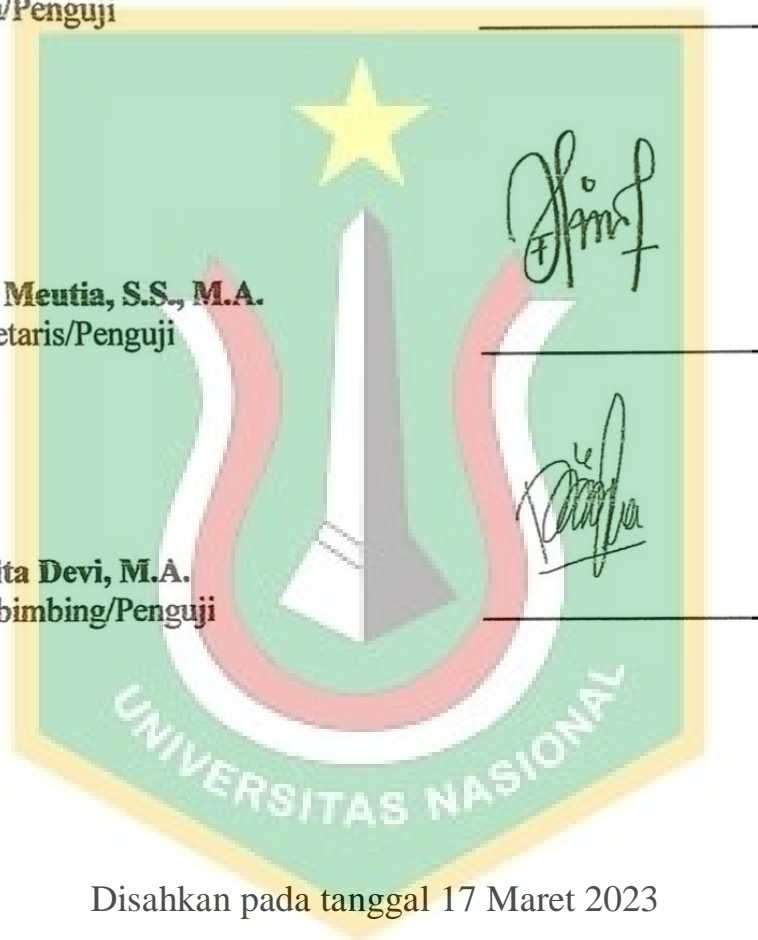 /Penguji
Meutia, S.S., M.A.
etaris/Penguji
ita Devi, M.A.
bimbing/Penguji
UNIVERSITAS NASIONAL
Disahkan pada tanggal 17 Maret 2023